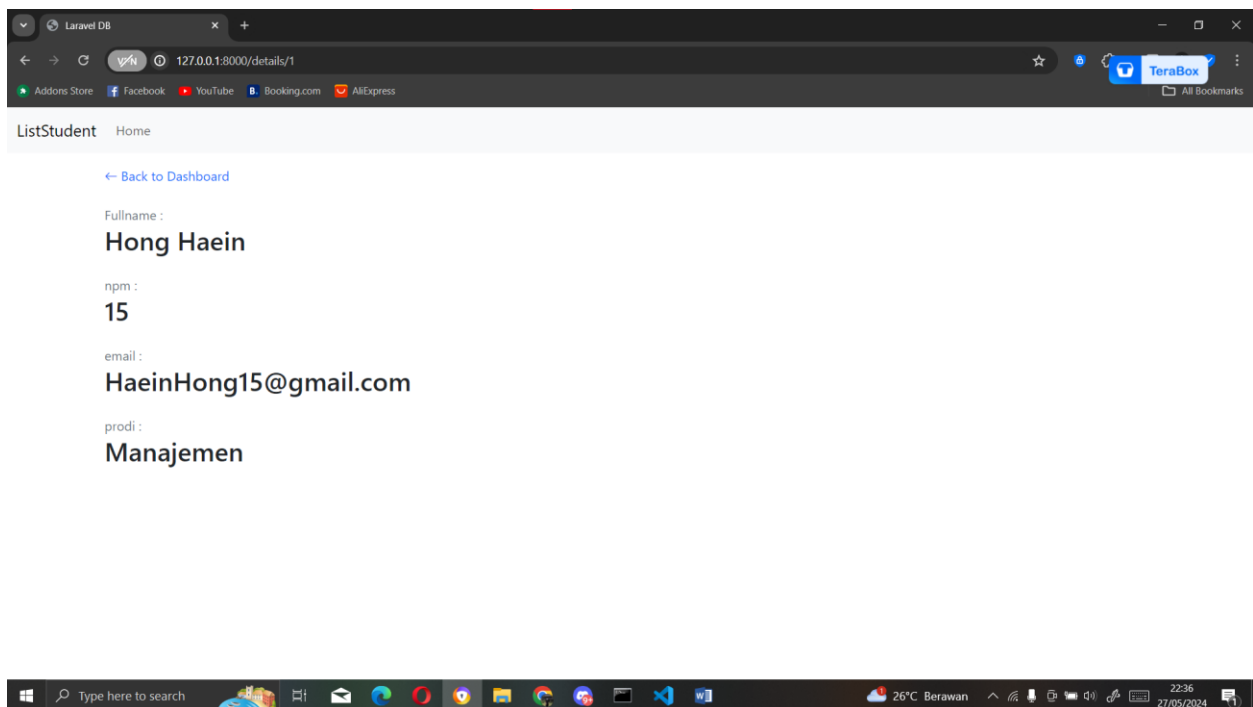 Laravel DB
127.0.0.1:8000/details/1
TeraBox
Addons Store Facebook YouTube B. Booking.com AliExpress All Bookmarks
ListStudent Home
← Back to Dashboard
Fullname :
Hong Haein
npm :
15
email :
HaeinHong15@gmail.com
prodi :
Manajemen
Type here to search 26°C Berawan 22:36
27/05/2024